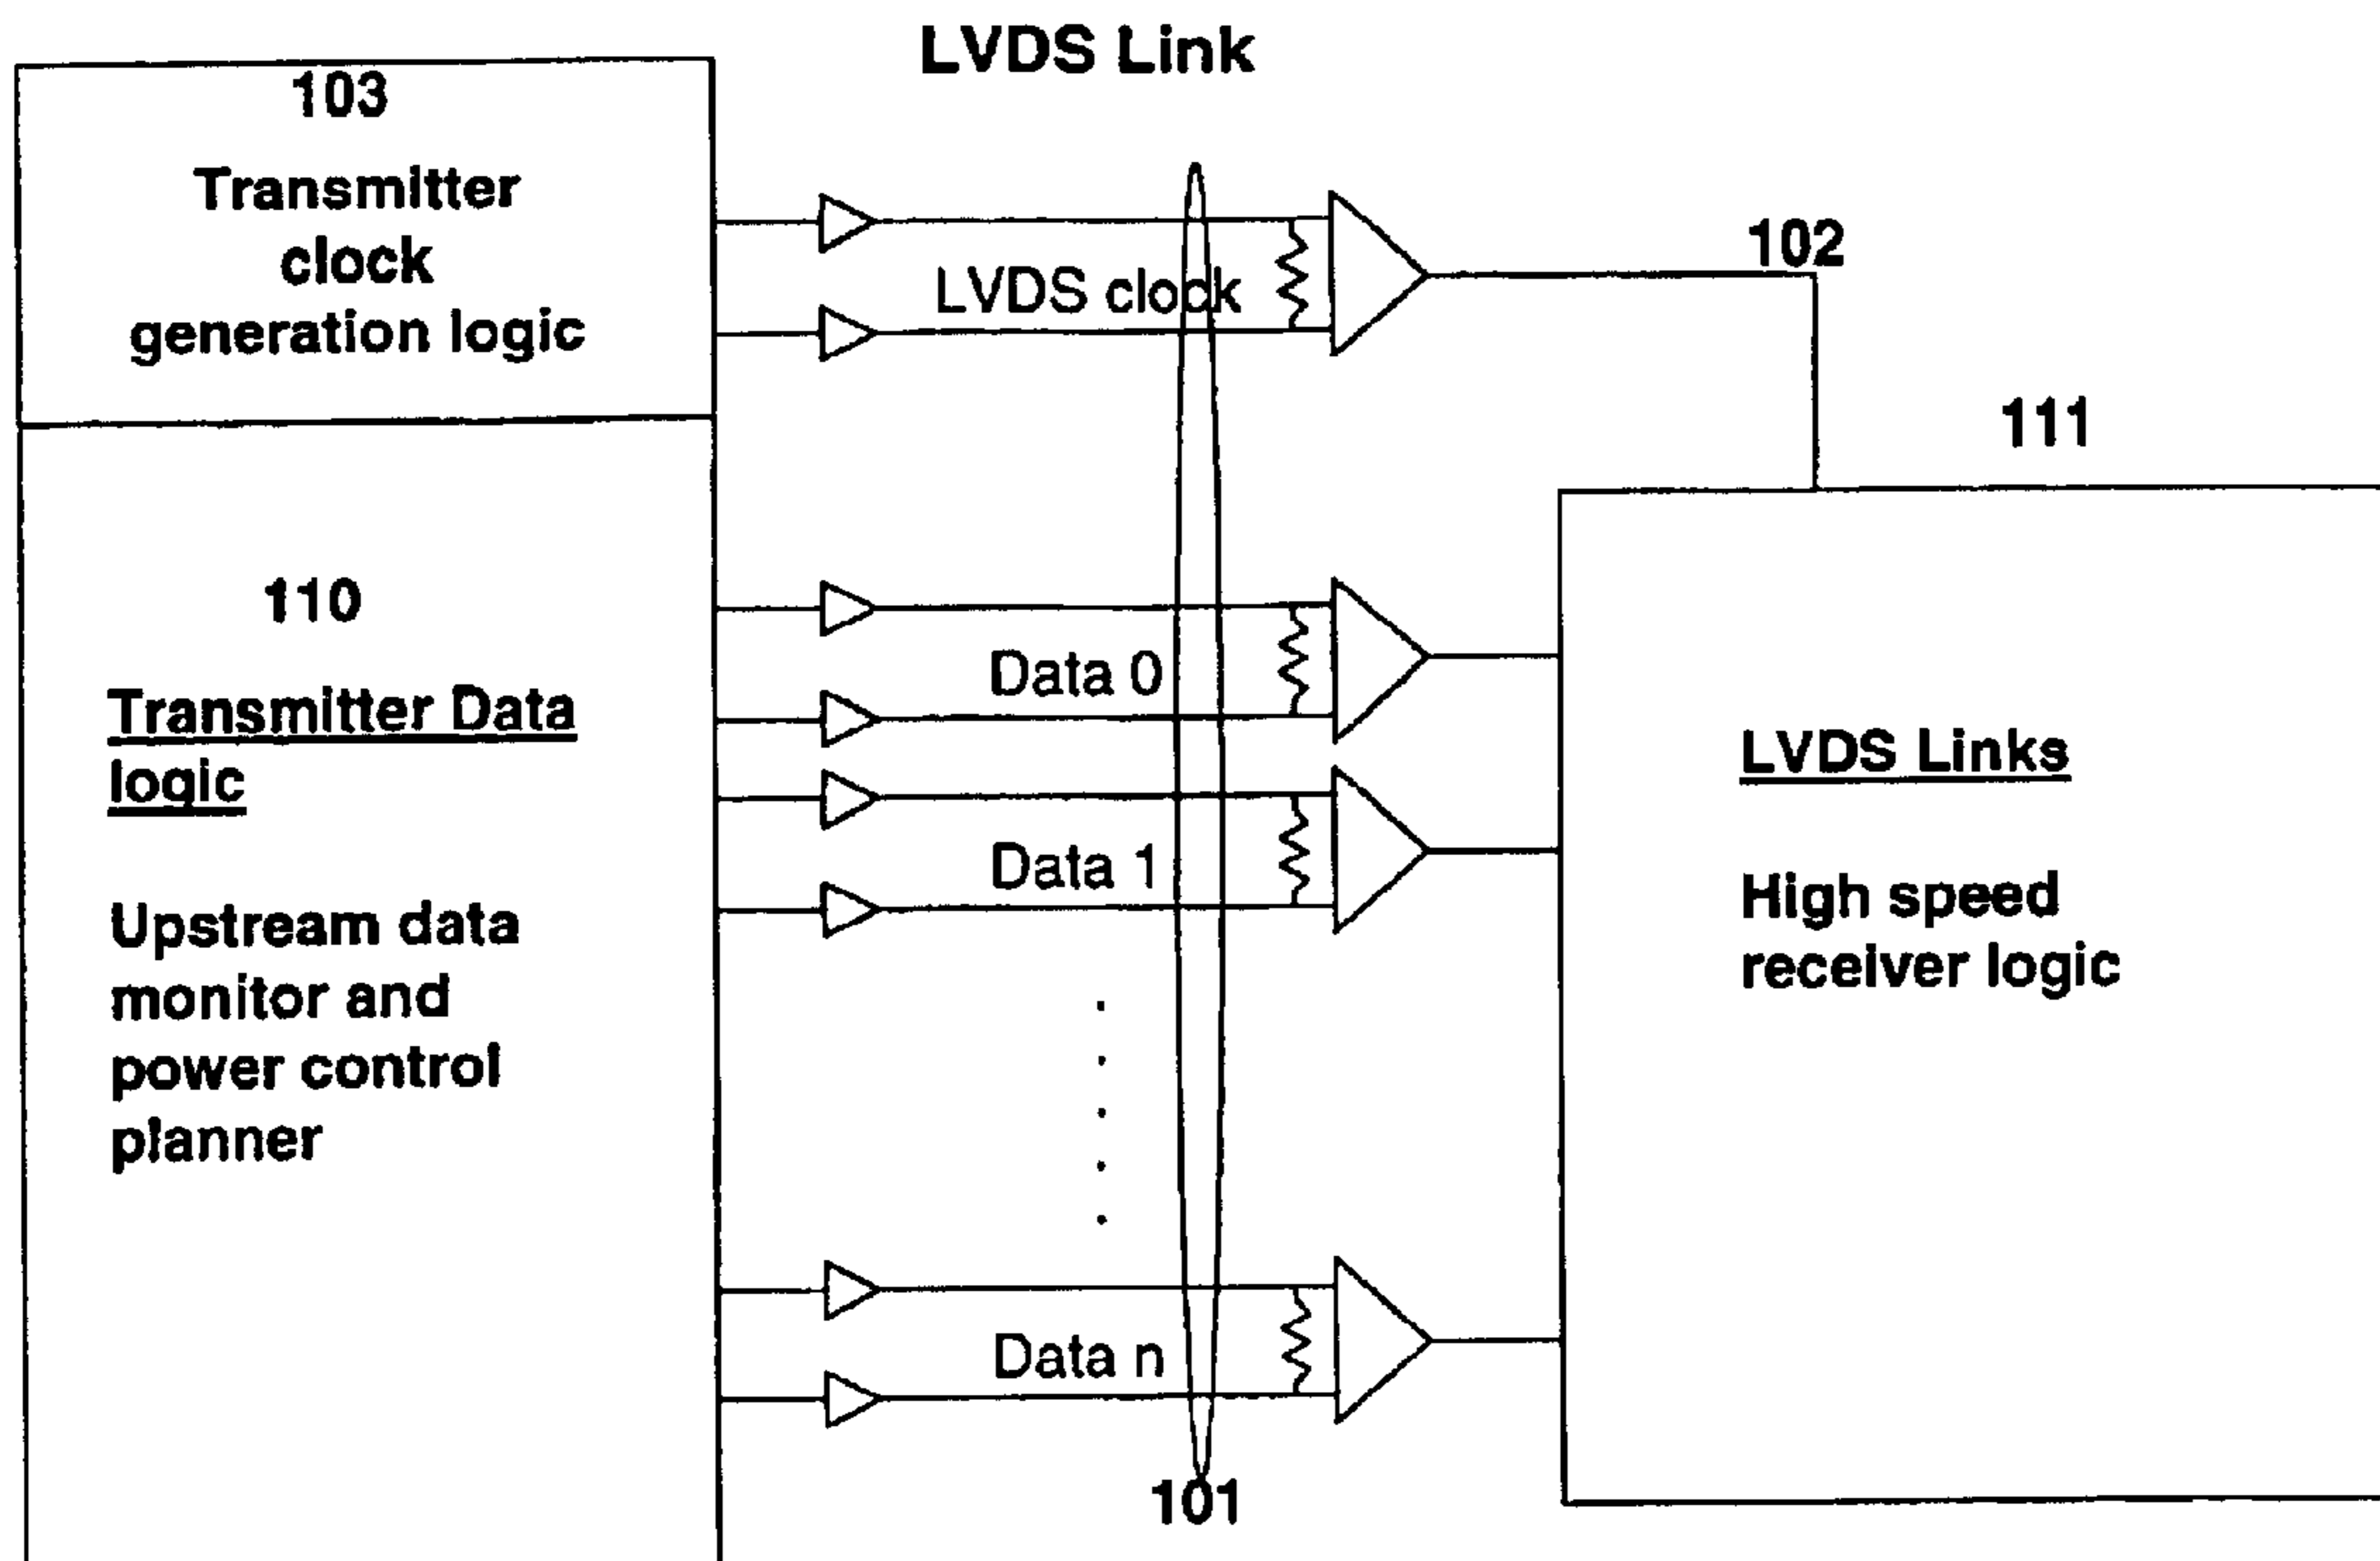 LVDS Link
103
Transmitter
clock
generation logic
LVDS clock
102
111
110
Transmitter Data
logic
Upstream data
monitor and
power control
planner
Data 0
Data 1
Data n
LVDS Links
High speed
receiver logic
101